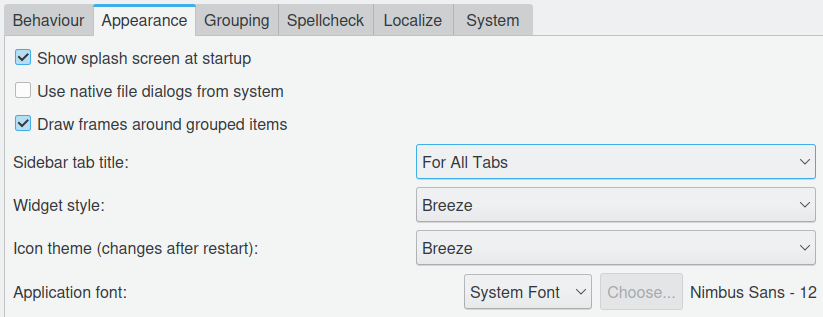 Behaviour Appearance Grouping Spellcheck Localize System
Show splash screen at startup
Use native file dialogs from system
Draw frames around grouped items
Sidebar tab title: For All Tabs
Widget style: Breeze
Icon theme (changes after restart): Breeze
Application font: System Font Choose... Nimbus Sans - 12